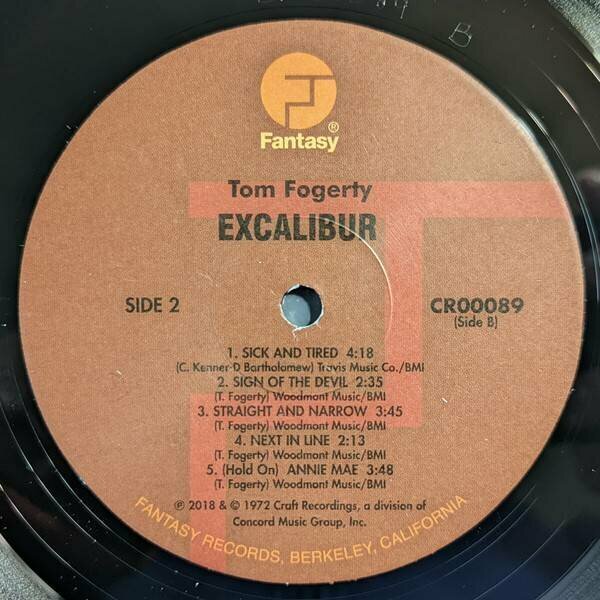 B
Fantasy®
Tom Fogerty
EXCALIBUR
SIDE 2
CR00089
(Side B)
1. SICK AND TIRED 4:18
(C. Kenner-D Bartholamew) Travis Music Co./BMI
2. SIGN OF THE DEVIL 2:35
(T. Fogerty) Woodmont Music/BMI
3. STRAIGHT AND NARROW 3:45
(T. Fogerty) Woodmont Music/BMI
4. NEXT IN LINE 2:13
(T. Fogerty) Woodmont Music/BMI
5. (Hold On) ANNIE MAE 3:48
(T. Fogerty) Woodmont Music/BMI
℗ 2018 & © 1972 Craft Recordings, a division of
Concord Music Group, Inc.
FANTASY RECORDS, BERKELEY, CALIFORNIA